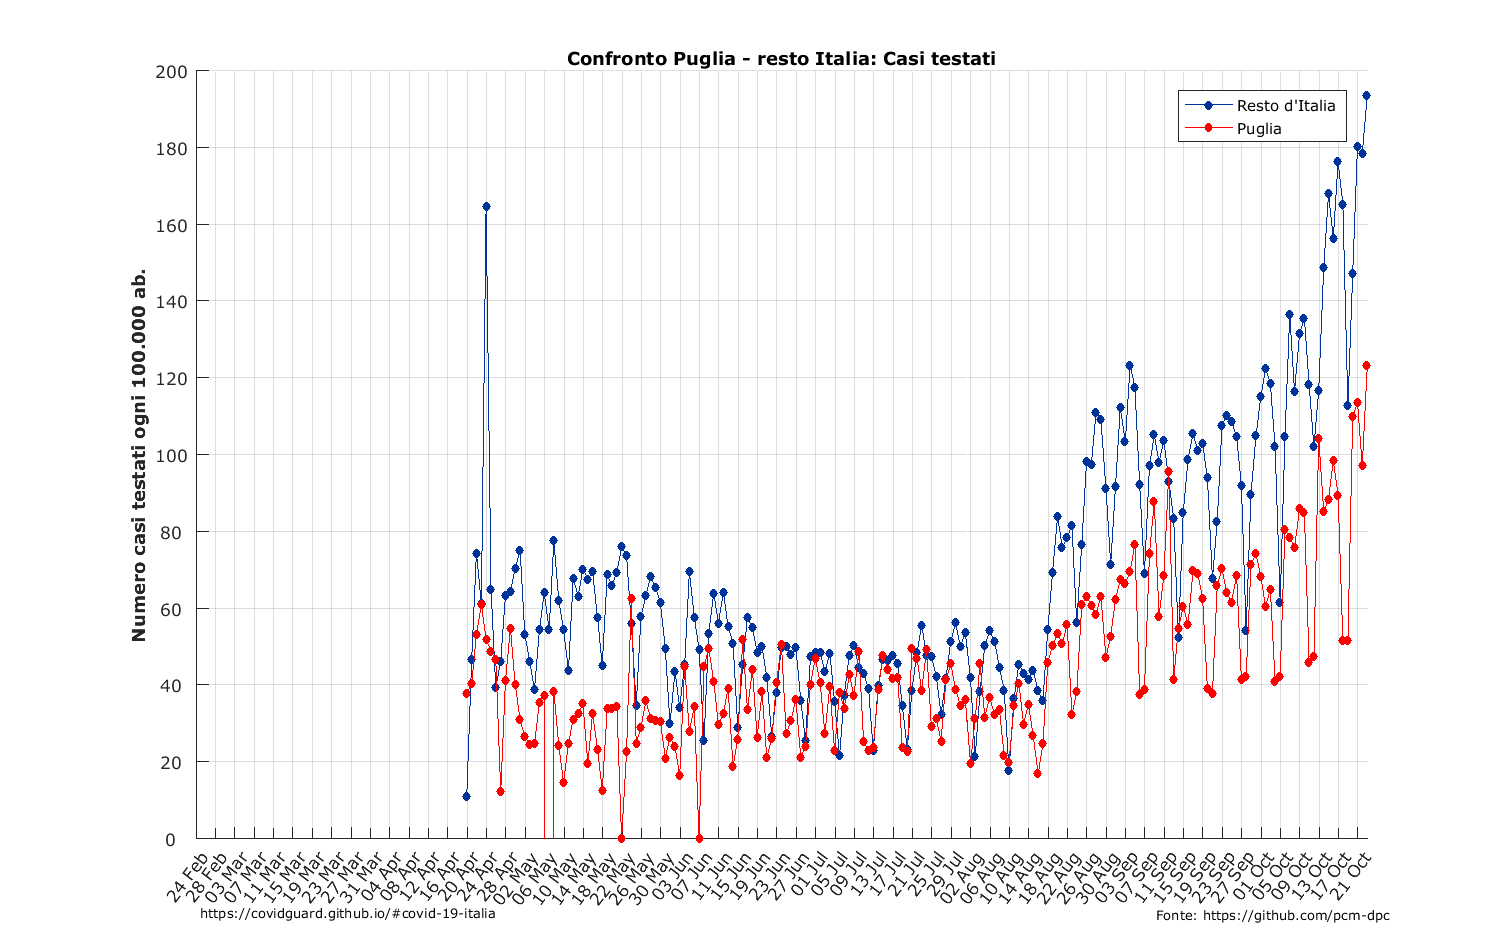 Confronto Puglia - resto Italia: Casi testati
Resto d'Italia
Puglia
Numero casi testati ogni 100.000 ab.
200
180
160
140
120
100
80
60
40
20
0
24 Feb
28 Feb
03 Mar
07 Mar
11 Mar
15 Mar
19 Mar
23 Mar
27 Mar
31 Mar
04 Apr
08 Apr
12 Apr
16 Apr
20 Apr
24 Apr
28 Apr
02 May
06 May
10 May
14 May
18 May
22 May
26 May
30 May
03 Jun
07 Jun
11 Jun
15 Jun
19 Jun
23 Jun
27 Jun
01 Jul
05 Jul
09 Jul
13 Jul
17 Jul
21 Jul
25 Jul
29 Jul
02 Aug
06 Aug
10 Aug
14 Aug
18 Aug
22 Aug
26 Aug
30 Aug
03 Sep
07 Sep
11 Sep
15 Sep
19 Sep
23 Sep
27 Sep
01 Oct
05 Oct
09 Oct
13 Oct
17 Oct
21 Oct
https://covidguard.github.io/#covid-19-italia
Fonte: https://github.com/pcm-dpc